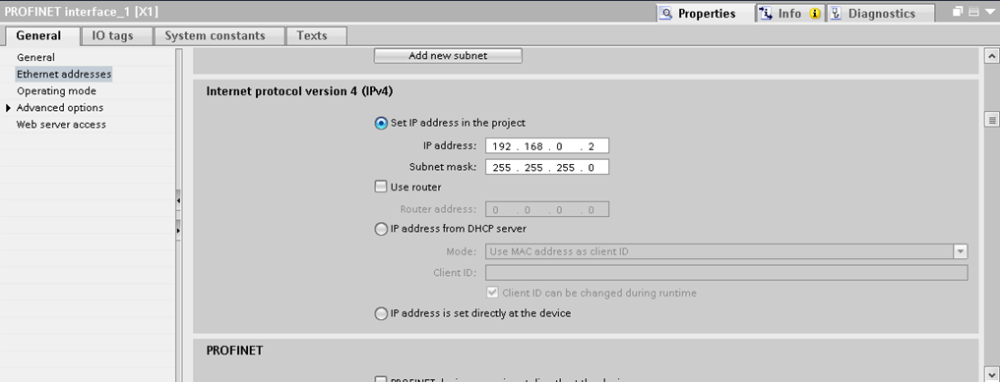 PROFINET interface_1 [X1]
Properties
Info
Diagnostics
General
IO tags
System constants
Texts
General
Ethernet addresses
Operating mode
Advanced options
Web server access
Add new subnet
Internet protocol version 4 (IPv4)
Set IP address in the project
IP address: 192 . 168 . 0 . 2
Subnet mask: 255 . 255 . 255 . 0
Use router
Router address: 0 . 0 . 0 . 0
IP address from DHCP server
Mode: Use MAC address as client ID
Client ID:
Client ID can be changed during runtime
IP address is set directly at the device
PROFINET